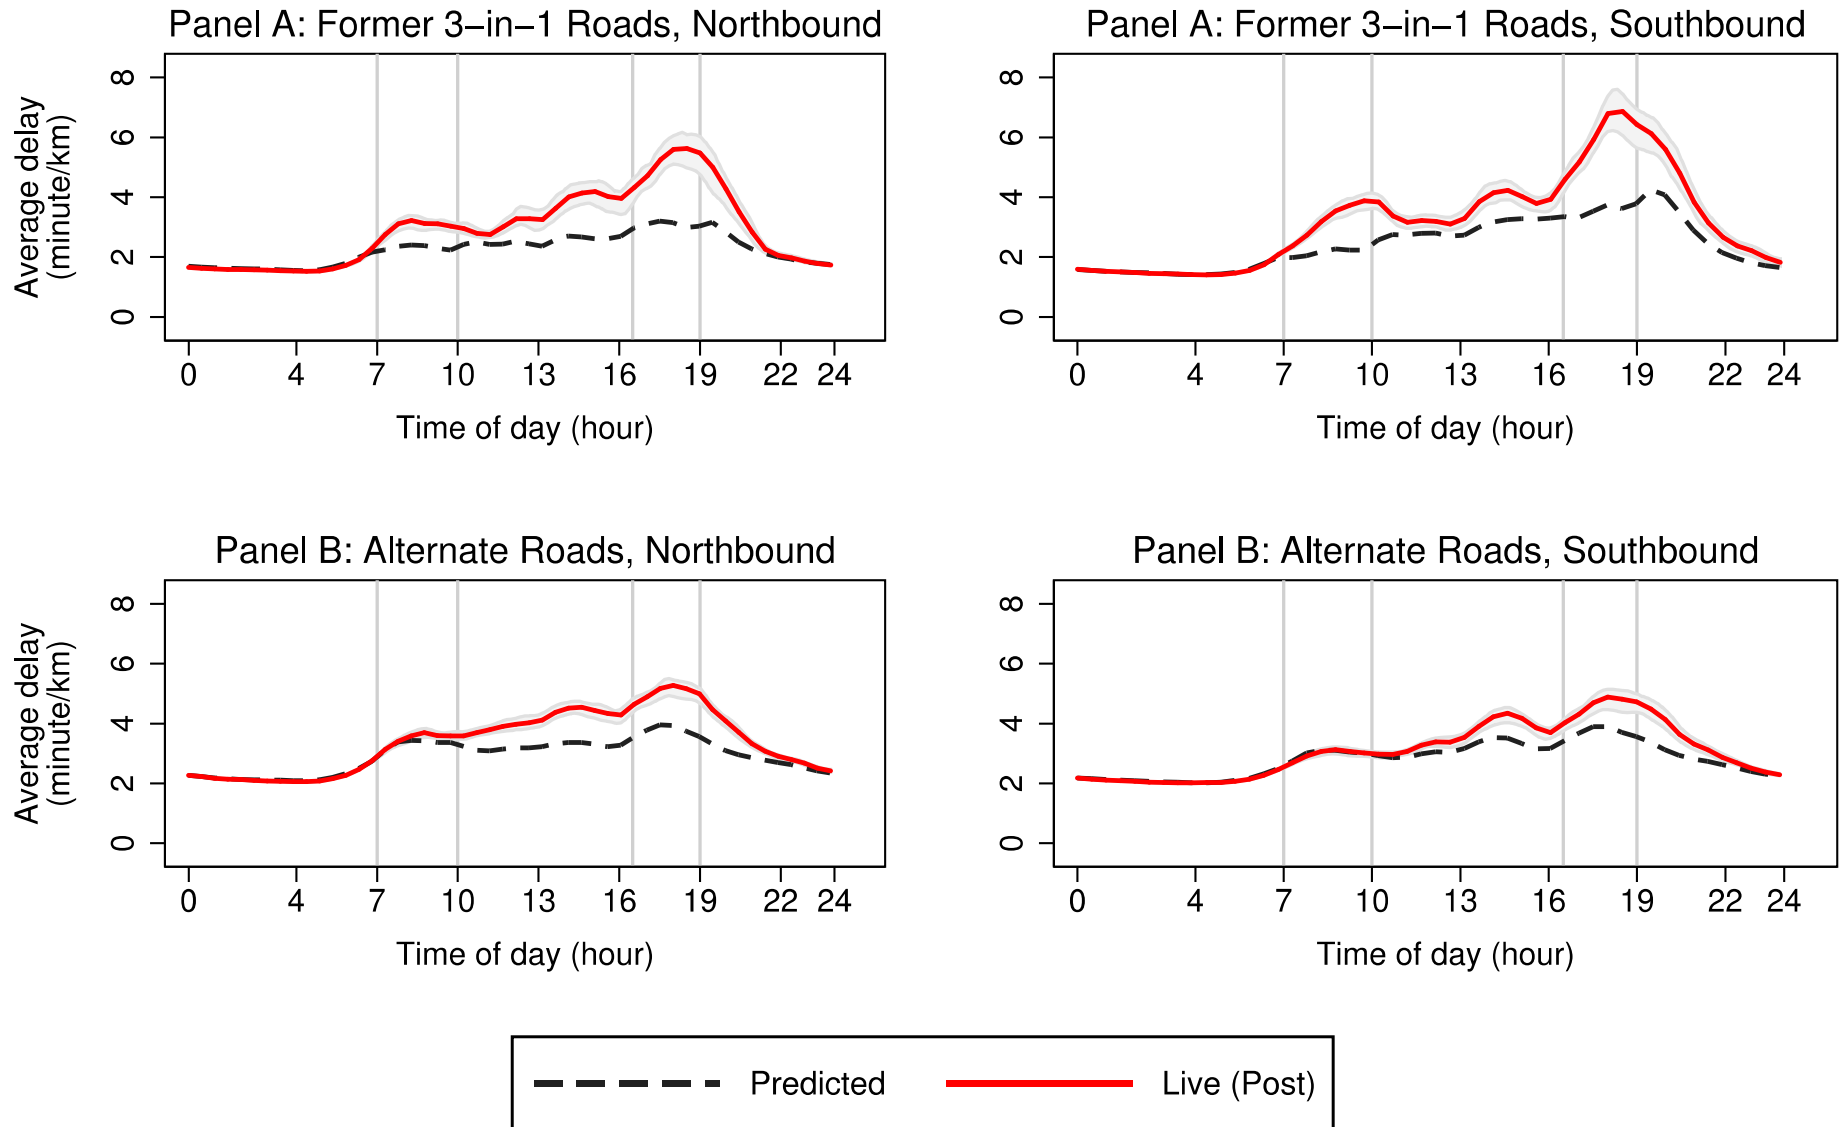 Panel A: Former 3−in−1 Roads, Northbound
Average delay
(minute/km)
8
6
4
2
0
0 4 7 10 13 16 19 22 24
Time of day (hour)
Panel A: Former 3−in−1 Roads, Southbound
8
6
4
2
0
0 4 7 10 13 16 19 22 24
Time of day (hour)
Panel B: Alternate Roads, Northbound
Average delay
(minute/km)
8
6
4
2
0
0 4 7 10 13 16 19 22 24
Time of day (hour)
Panel B: Alternate Roads, Southbound
8
6
4
2
0
0 4 7 10 13 16 19 22 24
Time of day (hour)
Predicted
Live (Post)